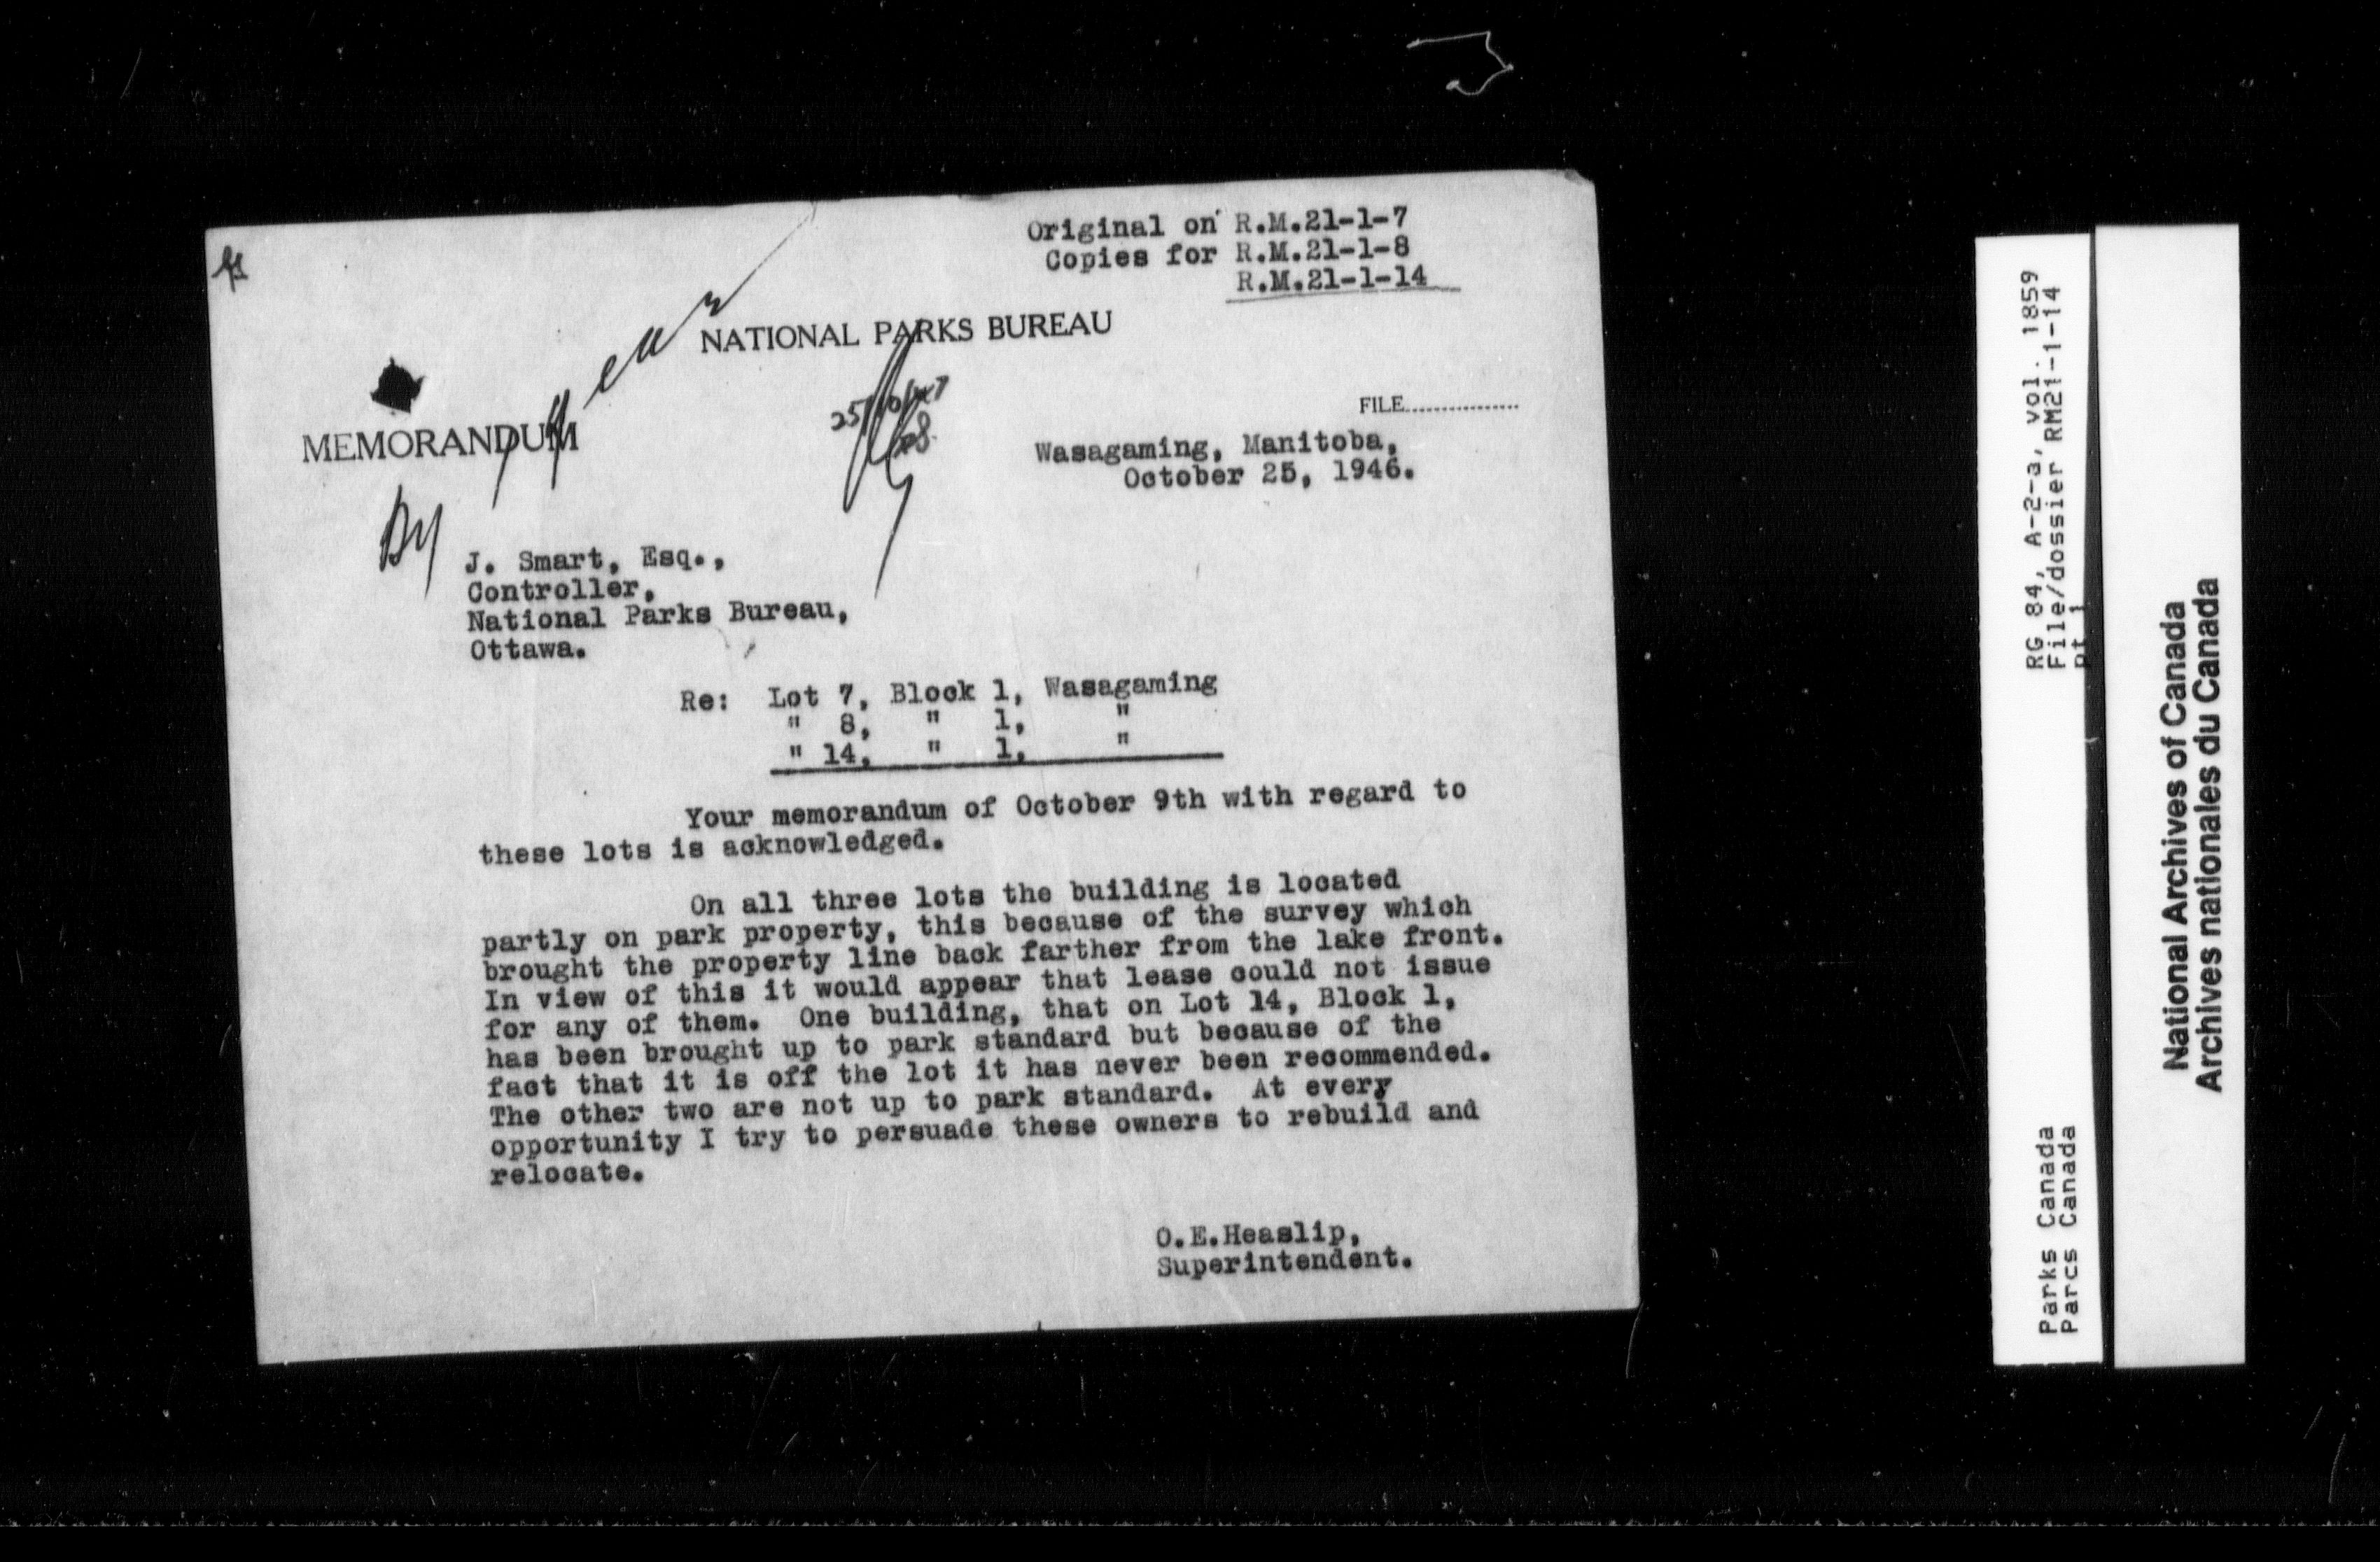 Original on R.M.21-1-7
Copies for R.M.21-1-8
R.M.21-1-14
NATIONAL PARKS BUREAU
25/10/47
FILE................
MEMORANDUM
Wasagaming, Manitoba,
October 25, 1946.
By
J. Smart, Esq.,
Controller,
National Parks Bureau,
Ottawa.
Re: Lot 7, Block 1, Wasagaming
" 8, " 1, "
" 14, " 1, "
Your memorandum of October 9th with regard to
these lots is acknowledged.
On all three lots the building is located
partly on park property, this because of the survey which
brought the property line back farther from the lake front.
In view of this it would appear that lease could not issue
for any of them. One building, that on Lot 14, Block 1,
has been brought up to park standard but because of the
fact that it is off the lot it has never been recommended.
The other two are not up to park standard. At every
opportunity I try to persuade these owners to rebuild and
relocate.
O.E.Heaslip,
Superintendent.
RG 84, A-2-a, vol. 1859
File/dossier RM21-1-14
pt 1
Parks Canada
Parcs Canada
National Archives of Canada
Archives nationales du Canada